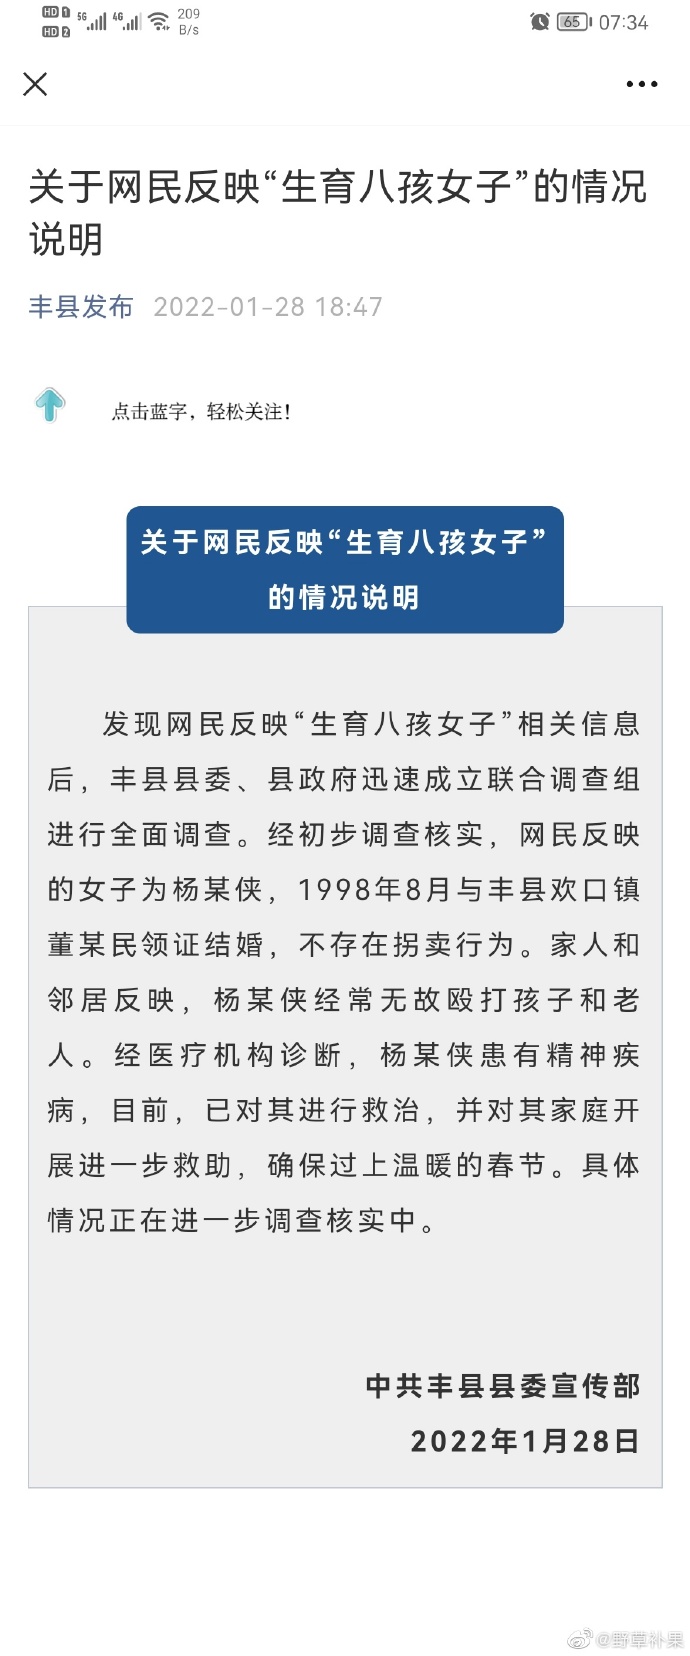 HD 1 5G 4G 209 65 07:34
HD 2 B/s
关于网民反映“生育八孩女子”的情况
说明
丰县发布 2022-01-28 18:47
点击蓝字，轻松关注！
关于网民反映“生育八孩女子”
的情况说明
发现网民反映“生育八孩女子”相关信息
后，丰县县委、县政府迅速成立联合调查组
进行全面调查。经初步调查核实，网民反映
的女子为杨某侠，1998年8月与丰县欢口镇
董某民领证结婚，不存在拐卖行为。家人和
邻居反映，杨某侠经常无故殴打孩子和老
人。经医疗机构诊断，杨某侠患有精神疾
病，目前，已对其进行救治，并对其家庭开
展进一步救助，确保过上温暖的春节。具体
情况正在进一步调查核实中。
中共丰县县委宣传部
2022年1月28日
@野草补果